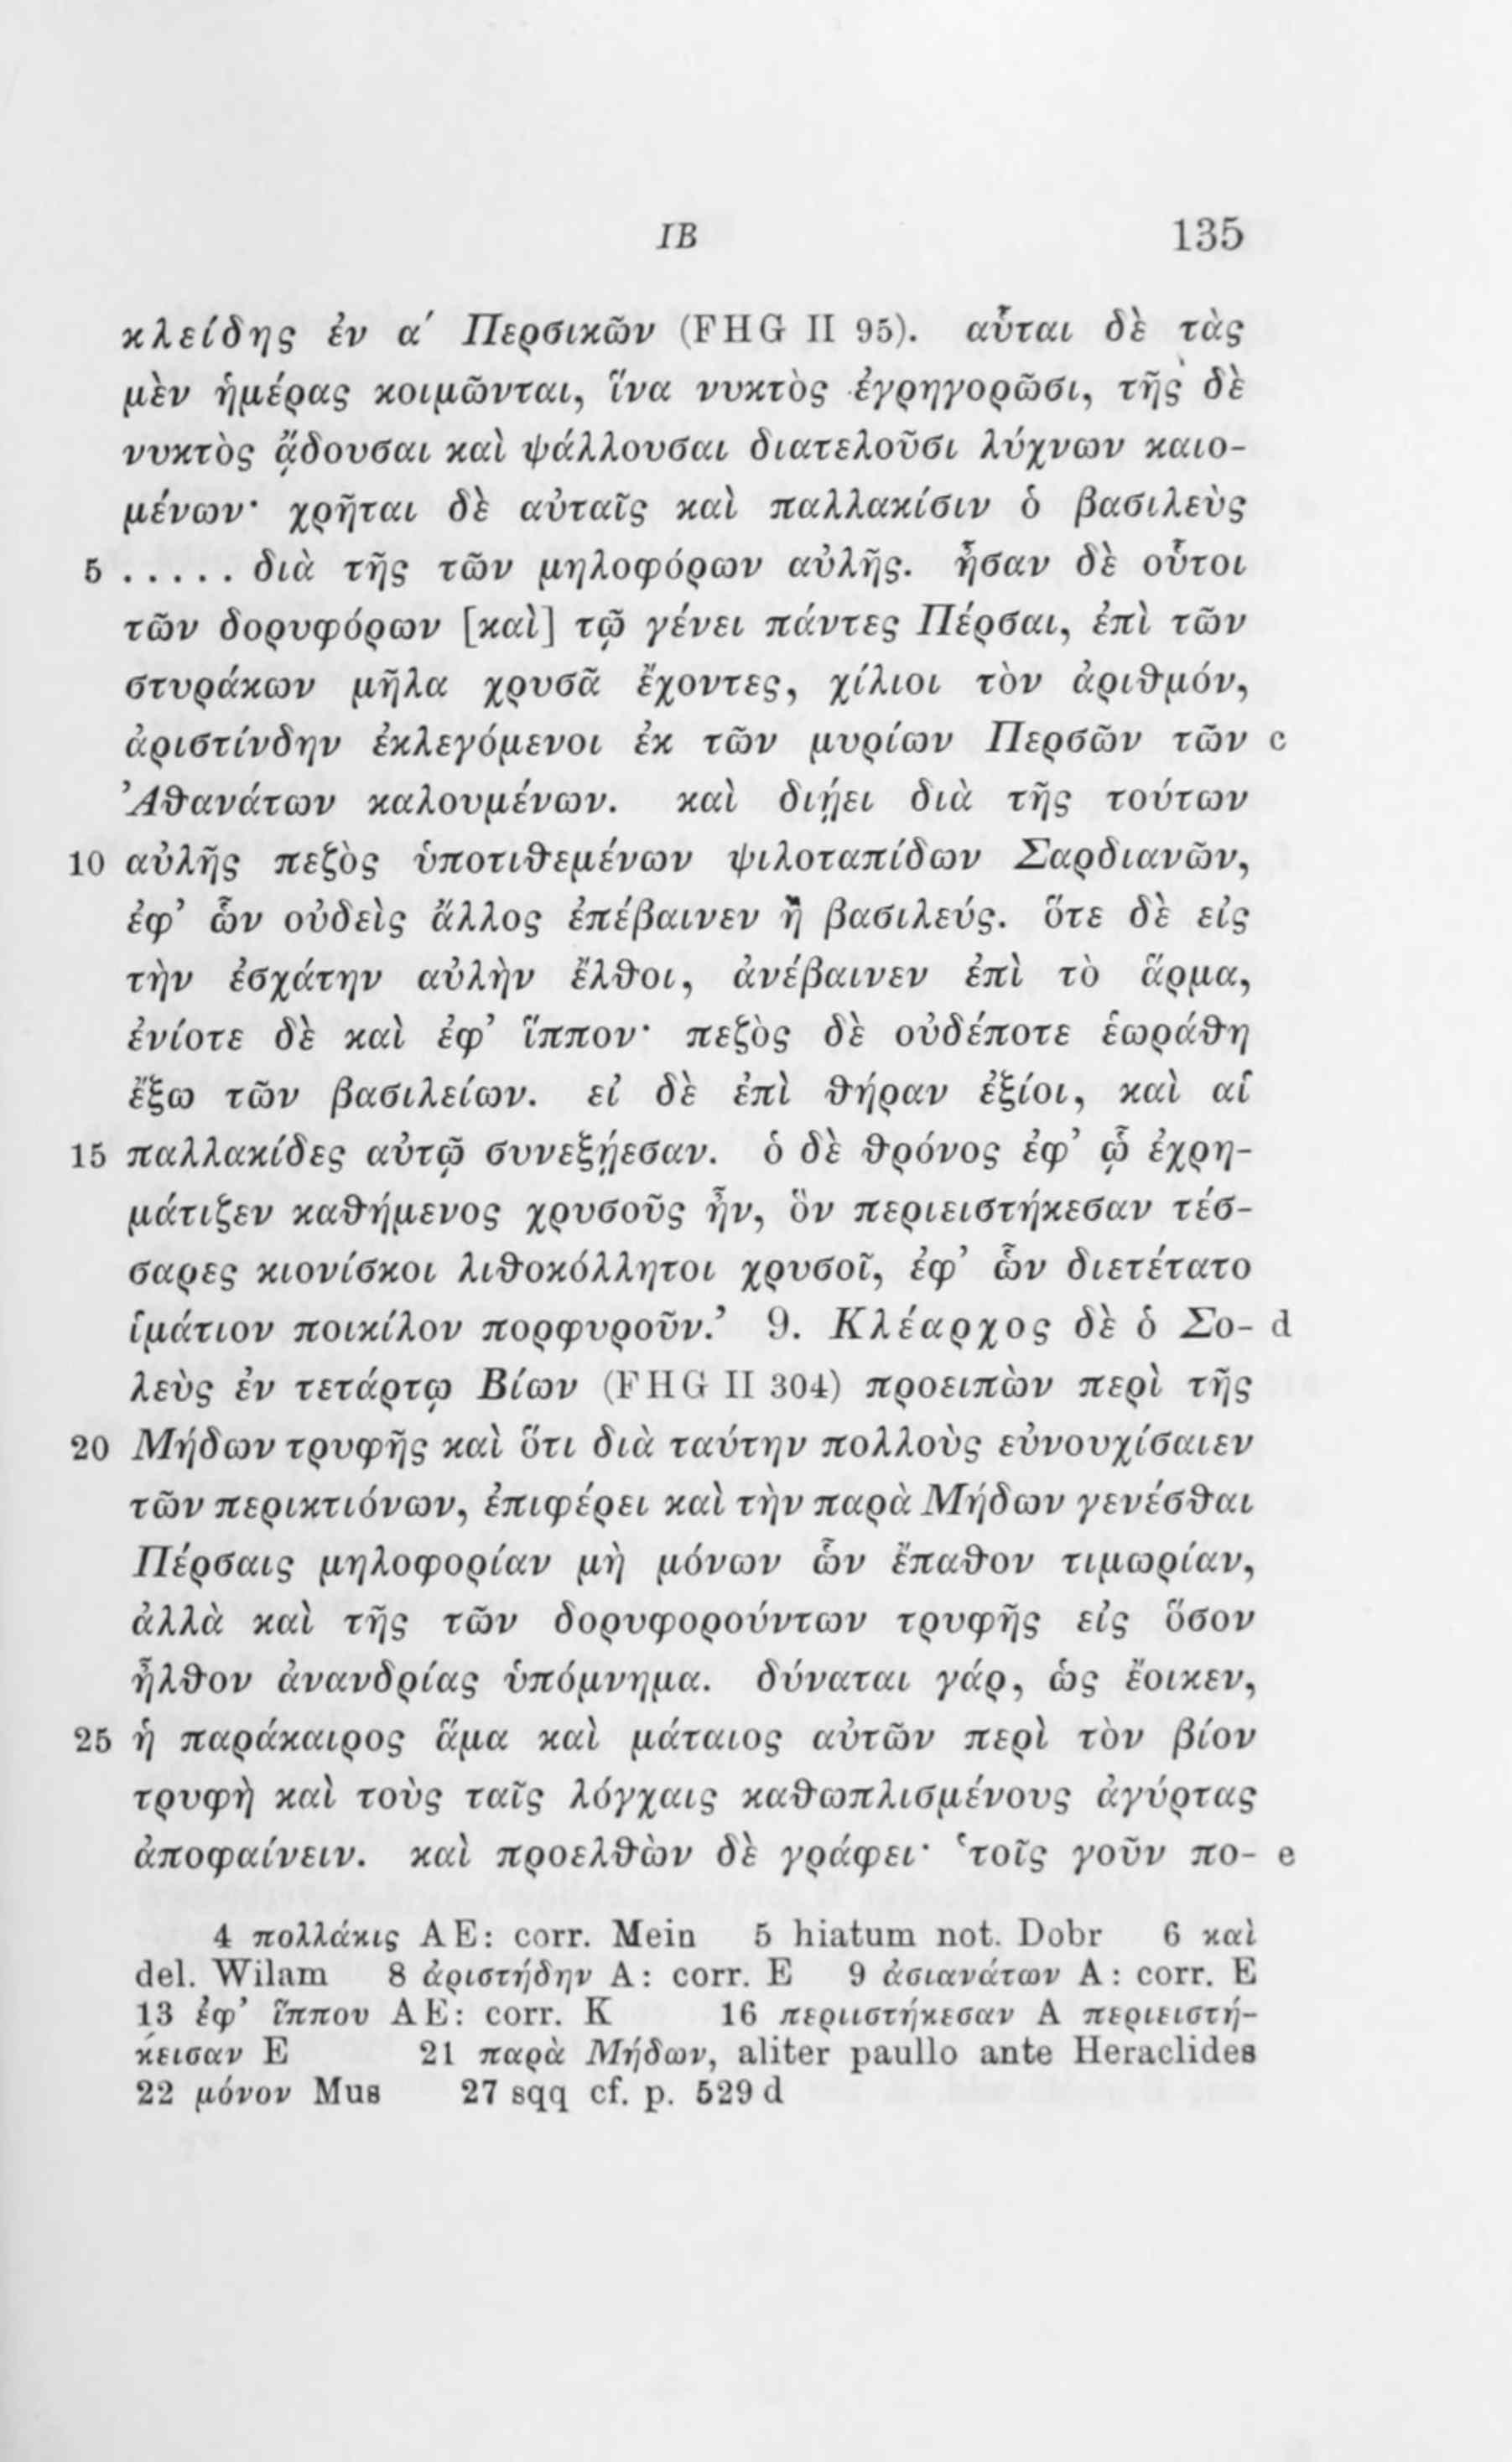 IB 135
κλείδης ἐν α′ Περσικῶν (FHG II 95). αὗται δὲ τὰς
μὲν ἡμέρας κοιμῶνται, ἵνα νυκτὸς ἐγρηγορῶσι, τῆς δὲ
νυκτὸς ᾄδουσαι καὶ ψάλλουσαι διατελοῦσι λύχνων καιο-
μένων· χρῆται δὲ αὐταῖς καὶ παλλακίσιν ὁ βασιλεὺς
5 ..... διὰ τῆς τῶν μηλοφόρων αὐλῆς. ἦσαν δὲ οὗτοι
τῶν δορυφόρων [καὶ] τῷ γένει πάντες Πέρσαι, ἐπὶ τῶν
στυράκων μῆλα χρυσᾶ ἔχοντες, χίλιοι τὸν ἀριθμόν,
ἀριστίνδην ἐκλεγόμενοι ἐκ τῶν μυρίων Περσῶν τῶν c
Ἀθανάτων καλουμένων. καὶ διῄει διὰ τῆς τούτων
10 αὐλῆς πεζὸς ὑποτιθεμένων ψιλοταπίδων Σαρδιανῶν,
ἐφ’ ὧν οὐδεὶς ἄλλος ἐπέβαινεν ἢ βασιλεύς. ὅτε δὲ εἰς
τὴν ἐσχάτην αὐλὴν ἔλθοι, ἀνέβαινεν ἐπὶ τὸ ἅρμα,
ἐνίοτε δὲ καὶ ἐφ’ ἵππον· πεζὸς δὲ οὐδέποτε ἑωράθη
ἔξω τῶν βασιλείων. εἰ δὲ ἐπὶ θήραν ἐξίοι, καὶ αἱ
15 παλλακίδες αὐτῷ συνεξῄεσαν. ὁ δὲ θρόνος ἐφ’ ᾧ ἐχρη-
μάτιζεν καθήμενος χρυσοῦς ἦν, ὃν περιειστήκεσαν τέσ-
σαρες κιονίσκοι λιθοκόλλητοι χρυσοῖ, ἐφ’ ὧν διετέτατο
ἱμάτιον ποικίλον πορφυροῦν.’ 9. Κλέαρχος δὲ ὁ Σο- d
λεὺς ἐν τετάρτῳ Βίων (FHG II 304) προειπὼν περὶ τῆς
20 Μήδων τρυφῆς καὶ ὅτι διὰ ταύτην πολλοὺς εὐνουχίσαιεν
τῶν περικτιόνων, ἐπιφέρει καὶ τὴν παρὰ Μήδων γενέσθαι
Πέρσαις μηλοφορίαν μὴ μόνων ὧν ἔπαθον τιμωρίαν,
ἀλλὰ καὶ τῆς τῶν δορυφορούντων τρυφῆς εἰς ὅσον
ἦλθον ἀνανδρίας ὑπόμνημα. δύναται γάρ, ὡς ἔοικεν,
25 ἡ παράκαιρος ἅμα καὶ μάταιος αὐτῶν περὶ τὸν βίον
τρυφὴ καὶ τοὺς ταῖς λόγχαις καθωπλισμένους ἀγύρτας
ἀποφαίνειν. καὶ προελθὼν δὲ γράφει· ‘τοῖς γοῦν πο- e
4 πολλάκις AE: corr. Mein 5 hiatum not. Dobr 6 καὶ
del. Wilam 8 ἀριστήδην A: corr. E 9 ἀσιανάτων A: corr. E
13 ἐφ’ ἵππου AE: corr. K 16 περιιστήκεσαν A περιειστή-
κεισαν E 21 παρὰ Μήδων, aliter paullo ante Heraclides
22 μόνον Mus 27 sqq cf. p. 529 d